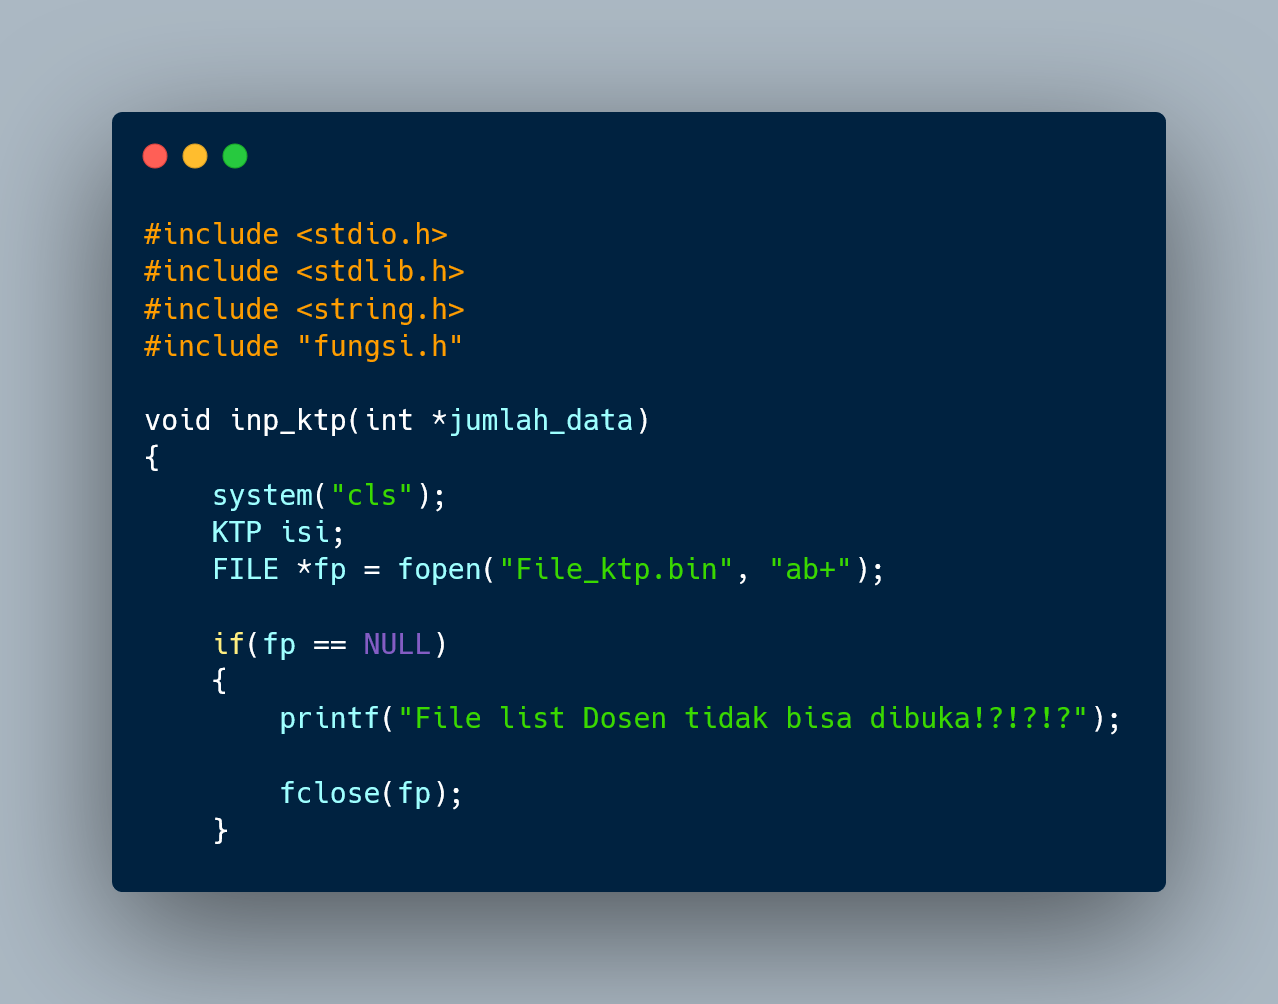 #include <stdio.h>
#include <stdlib.h>
#include <string.h>
#include "fungsi.h"
void inp_ktp(int *jumlah_data)
{
    system("cls");
    KTP isi;
    FILE *fp = fopen("File_ktp.bin", "ab+");
    if(fp == NULL)
    {
        printf("File list Dosen tidak bisa dibuka!?!?!?");
        fclose(fp);
    }